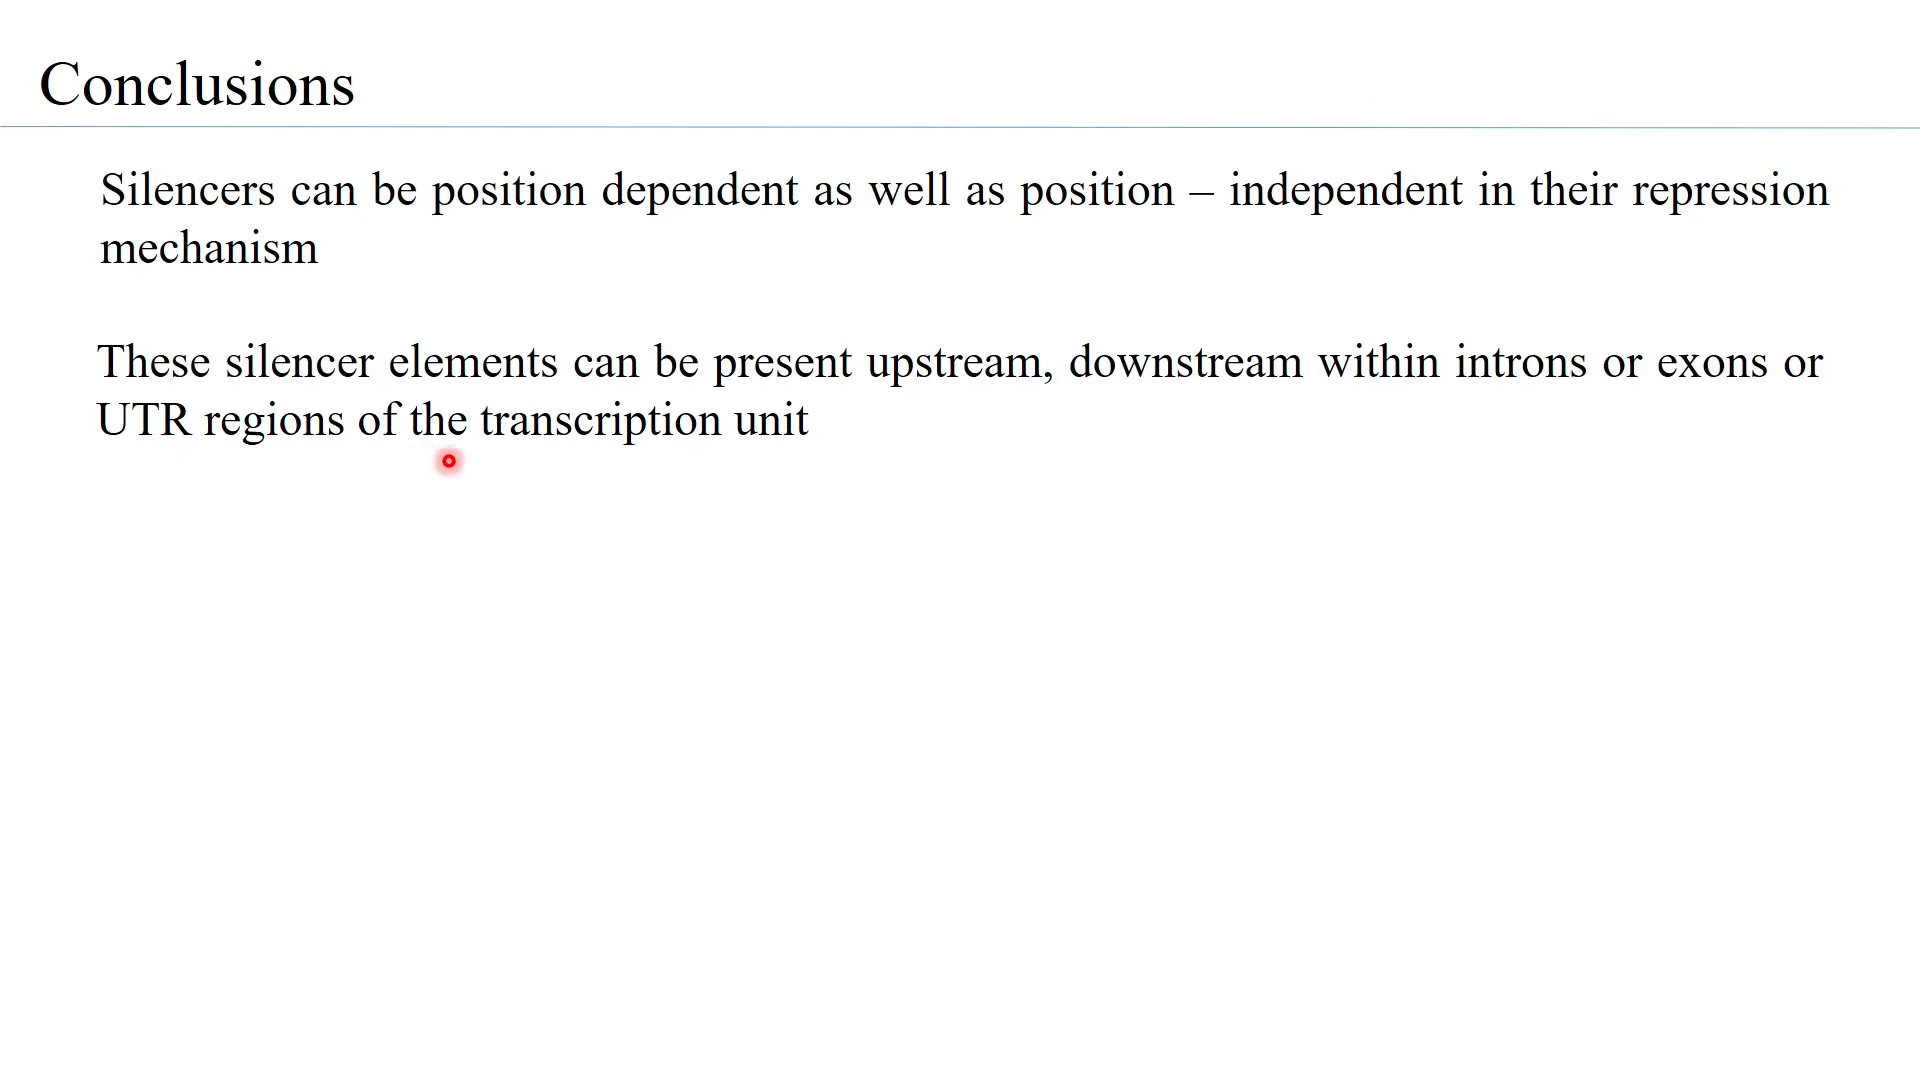 Conclusions
Silencers can be position dependent as well as position – independent in their repression
mechanism
These silencer elements can be present upstream, downstream within introns or exons or
UTR regions of the transcription unit